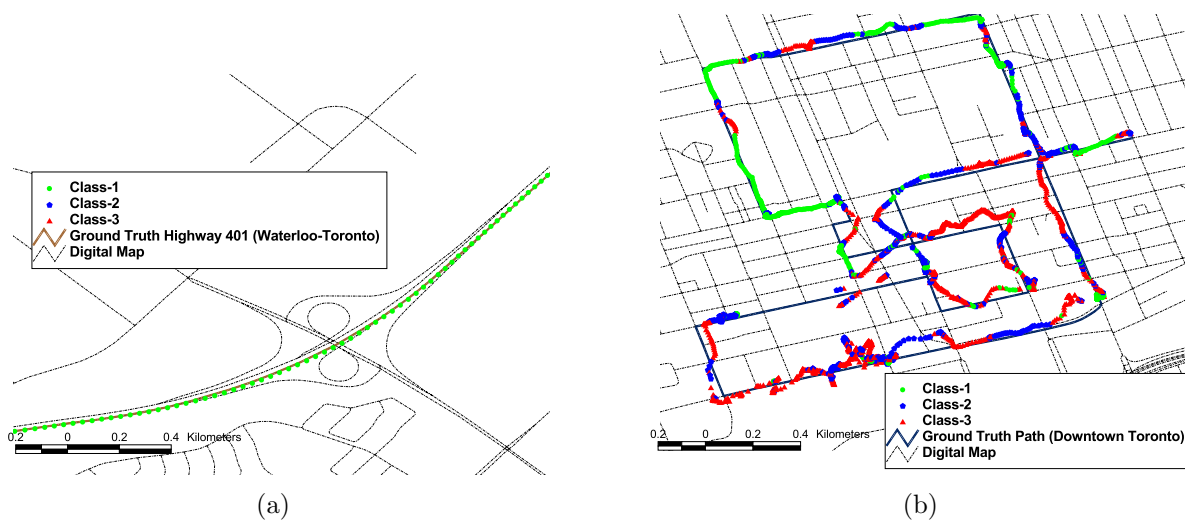 Class-1
Class-2
Class-3
Ground Truth Highway 401 (Waterloo-Toronto)
Digital Map
0.2 0 0.2 0.4 Kilometers
(a)
Class-1
Class-2
Class-3
Ground Truth Path (Downtown Toronto)
Digital Map
0.2 0 0.2 0.4 Kilometers
(b)